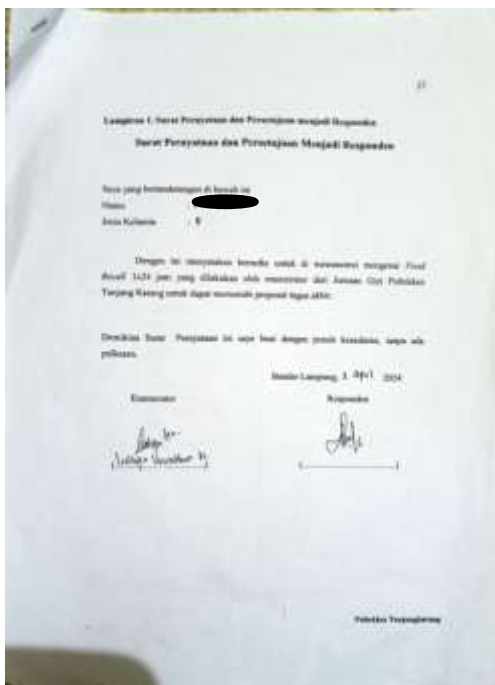 Lampiran 1. Surat Pernyataan dan Persetujuan menjadi Responden
Surat Pernyataan dan Persetujuan Menjadi Responden
Saya yang bertandatangan di bawah ini
Nama :
Jenis Kelamin :
Dengan ini menyatakan bersedia untuk di wawancarai mengenai Food
Recall 1x24 jam yang dilakukan oleh enumerator dari Jurusan Gizi Poltekkes
Tanjung Karang untuk dapat memenuhi proposal tugas akhir.
Demikian Surat Pernyataan ini saya buat dengan penuh kesadaran, tanpa ada
paksaan.
Bandar Lampung, 3 April 2024
Enumerator Responden
(                    )
Poltekkes Tanjungkarang